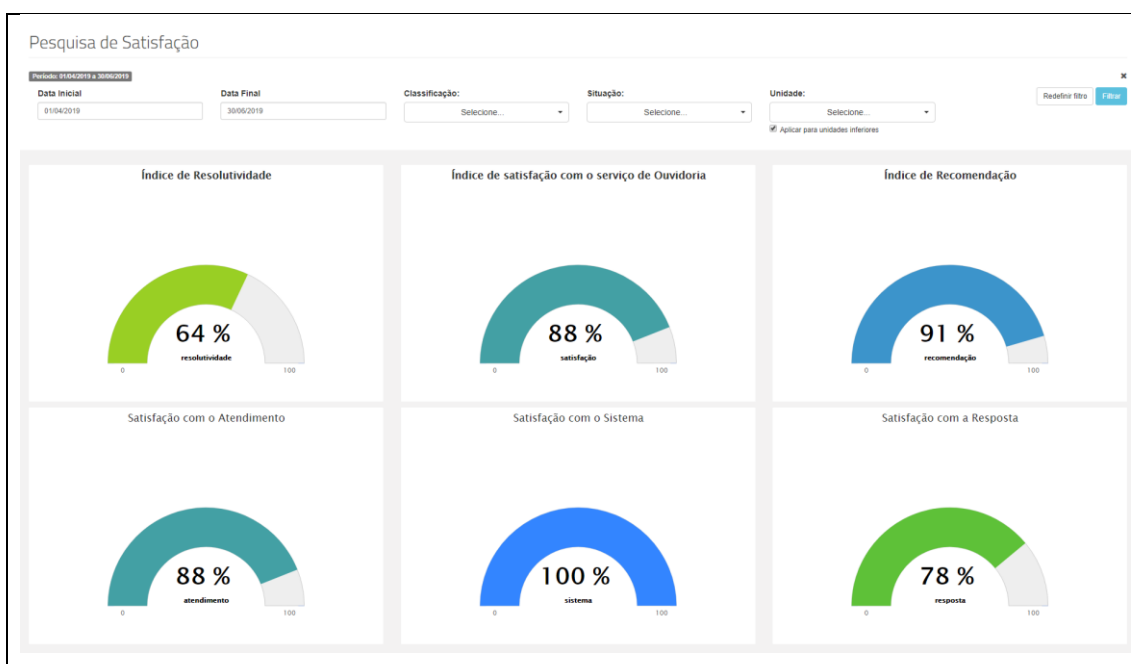 Pesquisa de Satisfação
Período: 01/04/2019 a 30/06/2019
✖
Data Inicial Data Final Classificação: Situação: Unidade:
01/04/2019 30/06/2019 Selecione... Selecione... Selecione... Redefinir filtro Filtrar
Aplicar para unidades inferiores
Índice de Resolutividade Índice de satisfação com o serviço de Ouvidoria Índice de Recomendação
64 % 88 % 91 %
resolutividade satisfação recomendação
0 100 0 100 0 100
Satisfação com o Atendimento Satisfação com o Sistema Satisfação com a Resposta
88 % 100 % 78 %
atendimento sistema resposta
0 100 0 100 0 100